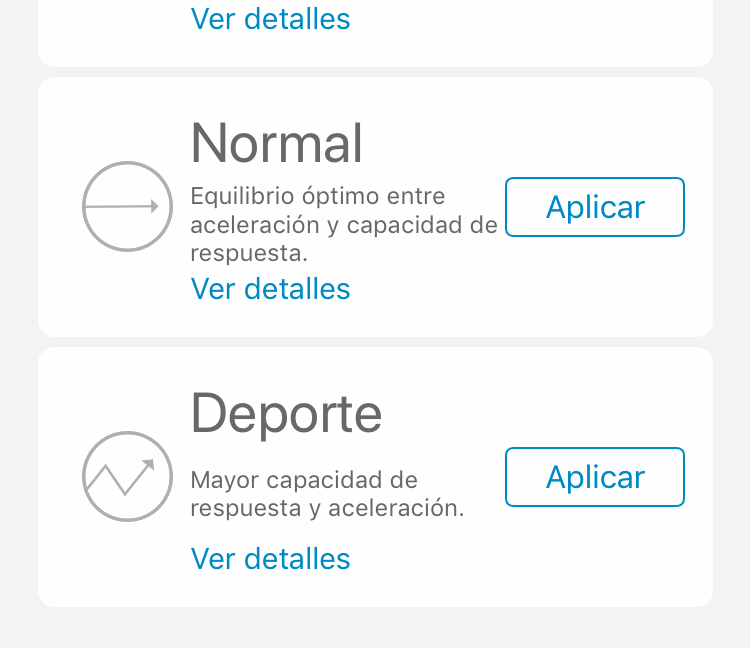 Ver detalles
Normal
Equilibrio óptimo entre
aceleración y capacidad de
respuesta.
Aplicar
Ver detalles
Deporte
Mayor capacidad de
respuesta y aceleración.
Aplicar
Ver detalles